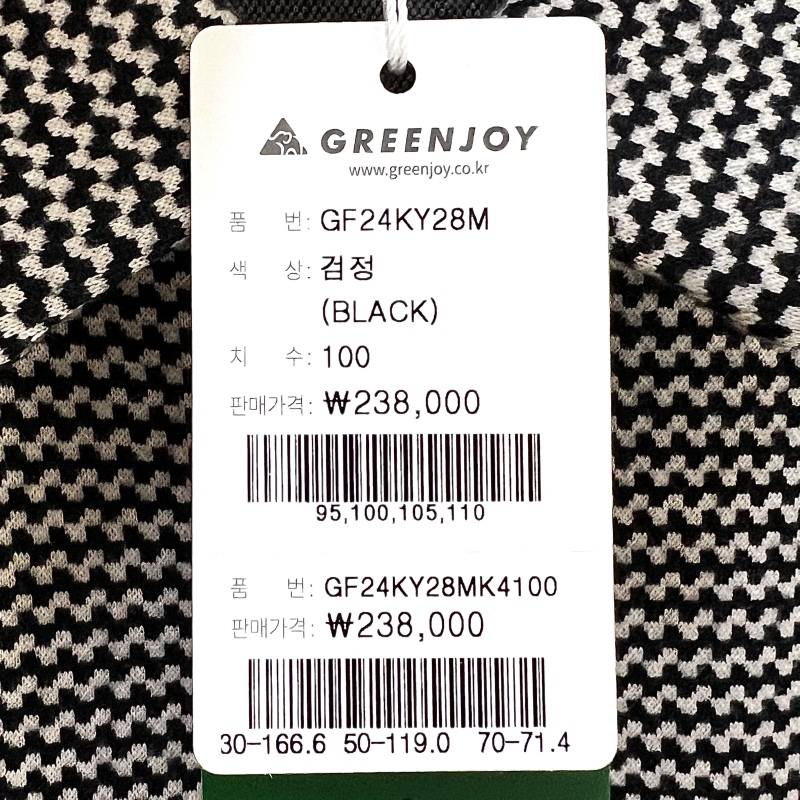 GREENJOY
www.greenjoy.co.kr
품 번: GF24KY28M
색 상: 검정
(BLACK)
치 수: 100
판매가격: ₩238,000
95,100,105,110
품 번: GF24KY28MK4100
판매가격: ₩238,000
30-166.6 50-119.0 70-71.4